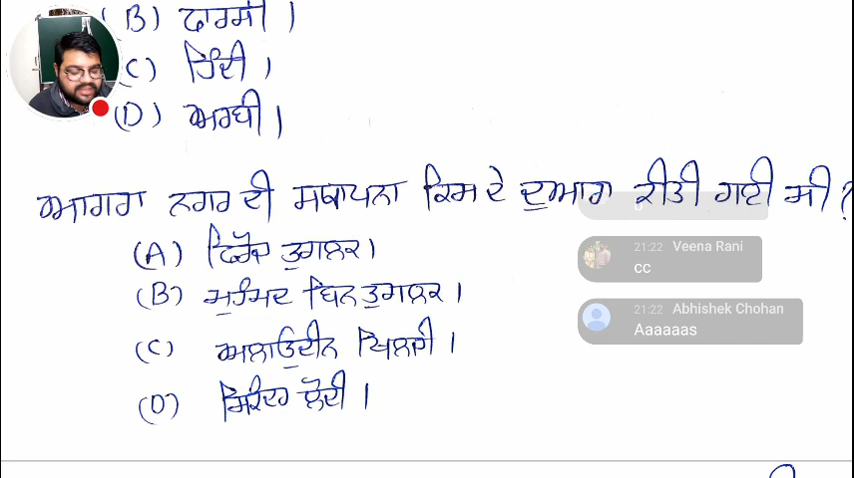 (B) ਫਾਰਸੀ।
(C) ਹਿੰਦੀ।
(D) ਅਰਬੀ।
ਆਗਰਾ ਨਗਰ ਦੀ ਸਥਾਪਨਾ ਕਿਸ ਦੇ ਦੁਆਰਾ ਕੀਤੀ ਗਈ ਸੀ?
(A) ਫਿਰੋਜ ਤੁਗਲਕ।
(B) ਮੁਹੰਮਦ ਬਿਨ ਤੁਗਲਕ।
(C) ਅਲਾਉਦੀਨ ਖਿਲਜੀ।
(D) ਸਿਕੰਦਰ ਲੋਦੀ।
21:22 Veena Rani
cc
21:22 Abhishek Chohan
Aaaaaas